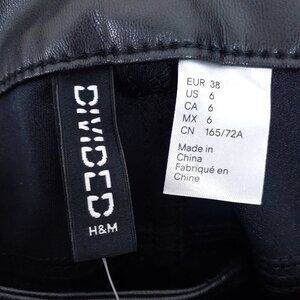 DIVIDED
H&M
EUR 38
US 6
CA 6
MX 6
CN 165/72A
Made in
China
Fabriqué en
Chine